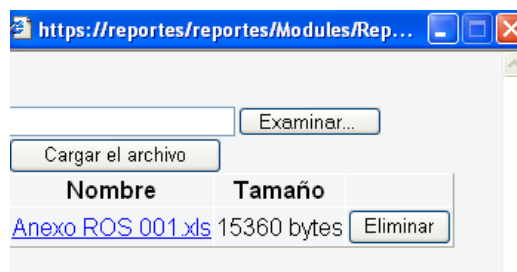 https://reportes/reportes/Modules/Rep...
Examinar...
Cargar el archivo
Nombre Tamaño
Anexo ROS 001.xls 15360 bytes Eliminar